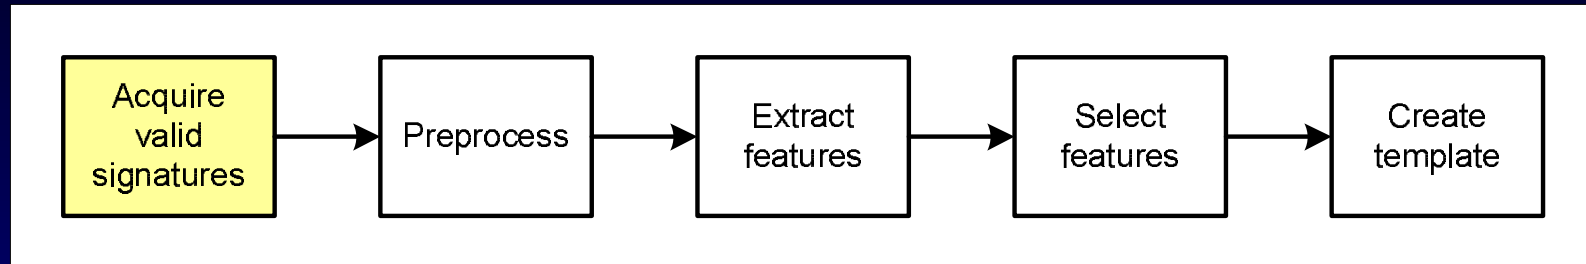 Acquire
valid
signatures
Preprocess
Extract
features
Select
features
Create
template